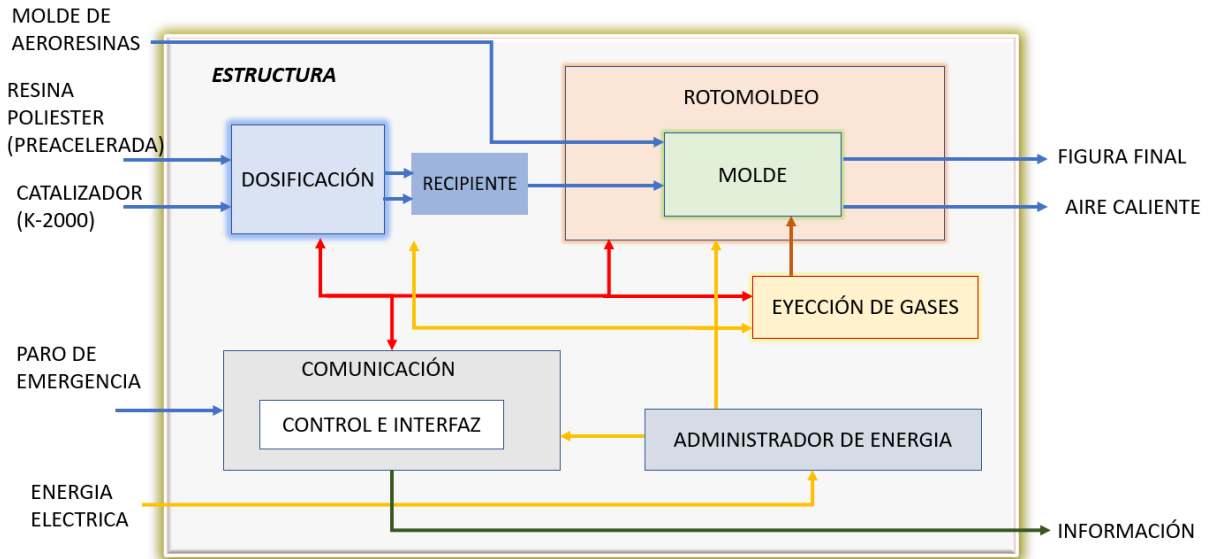 MOLDE DE
AERORESINAS
ESTRUCTURA
ROTOMOLDEO
RESINA
POLIESTER
(PREACELERADA)
DOSIFICACIÓN
RECIPIENTE
MOLDE
FIGURA FINAL
CATALIZADOR
(K-2000)
AIRE CALIENTE
EYECCIÓN DE GASES
PARO DE
EMERGENCIA
COMUNICACIÓN
CONTROL E INTERFAZ
ADMINISTRADOR DE ENERGIA
ENERGIA
ELECTRICA
INFORMACIÓN